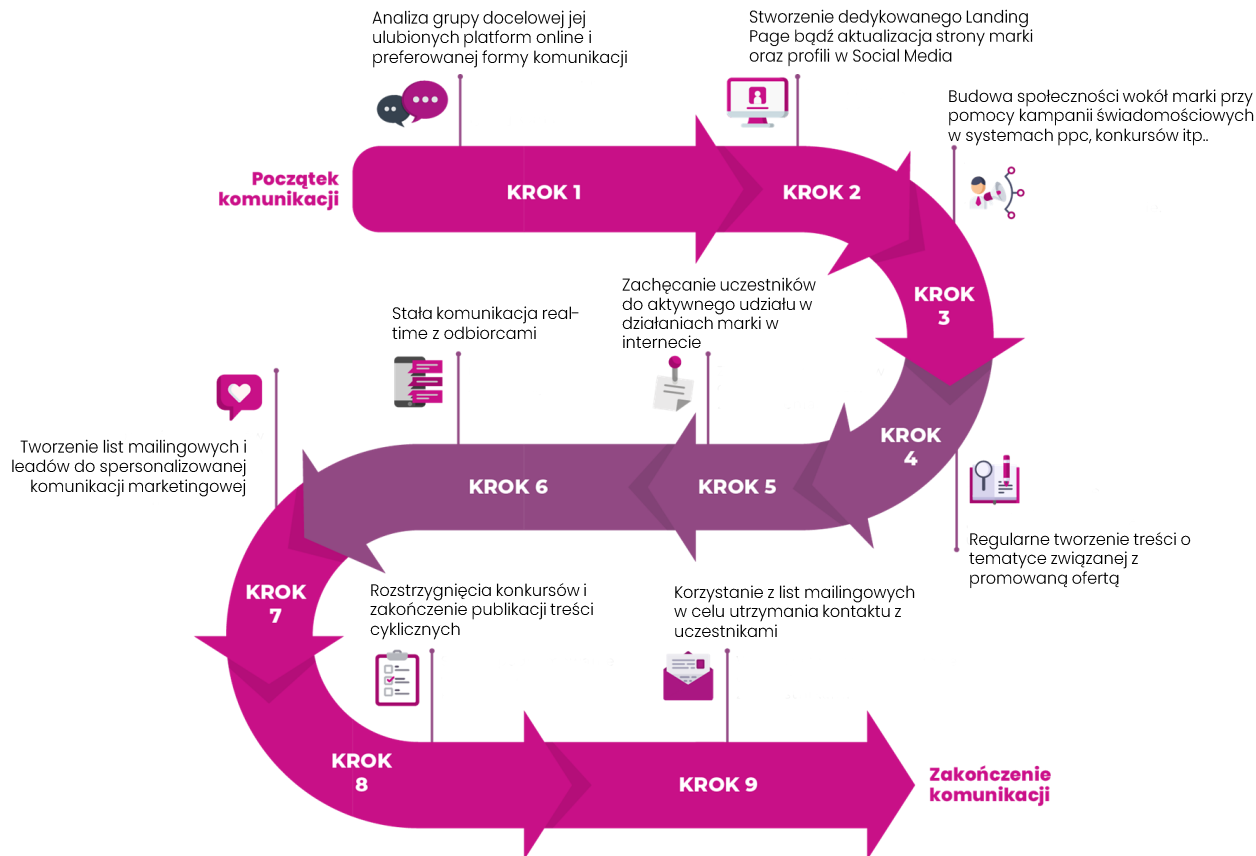 Analiza grupy docelowej jej
ulubionych platform online i
preferowanej formy komunikacji
Stworzenie dedykowanego Landing
Page bądź aktualizacja strony marki
oraz profili w Social Media
Budowa społeczności wokół marki przy
pomocy kampanii świadomościowych
w systemach ppc, konkursów itp..
Początek
komunikacji
KROK 1
KROK 2
KROK
3
Zachęcanie uczestników
do aktywnego udziału w
działaniach marki w
internecie
Stała komunikacja real-
time z odbiorcami
Tworzenie list mailingowych i
leadów do spersonalizowanej
komunikacji marketingowej
KROK
4
KROK 5
KROK 6
Regularne tworzenie treści o
tematyce związanej z
promowaną ofertą
KROK
7
Rozstrzygnięcia konkursów i
zakończenie publikacji treści
cyklicznych
Korzystanie z list mailingowych
w celu utrzymania kontaktu z
uczestnikami
KROK
8
KROK 9
Zakończenie
komunikacji